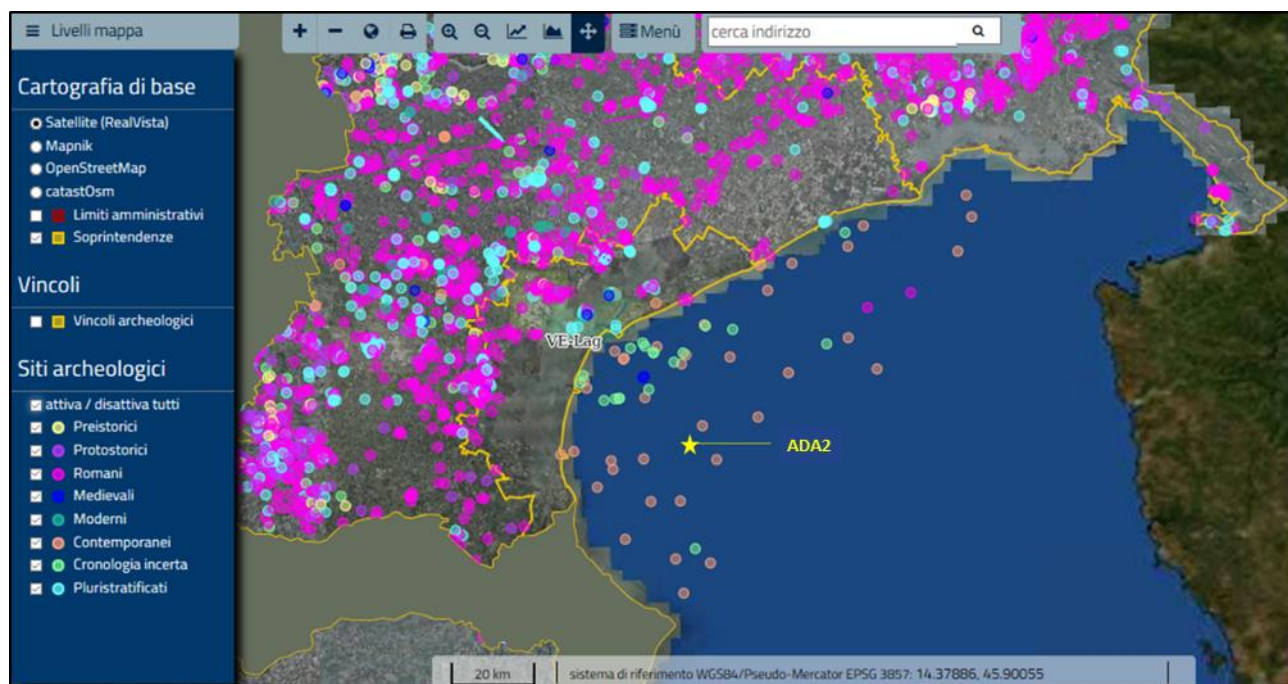 Livelli mappa
Menù
cerca indirizzo
Cartografia di base
Satellite (RealVista)
Mapnik
OpenStreetMap
catastOsm
Limiti amministrativi
Soprintendenze
Vincoli
Vincoli archeologici
Siti archeologici
attiva / disattiva tutti
Preistorici
Protostorici
Romani
Medievali
Moderni
Contemporanei
Cronologia incerta
Pluristratificati
VE-Lag
ADA2
20 km
sistema di riferimento WGS84/Pseudo-Mercator EPSG 3857: 14.37886, 45.90055